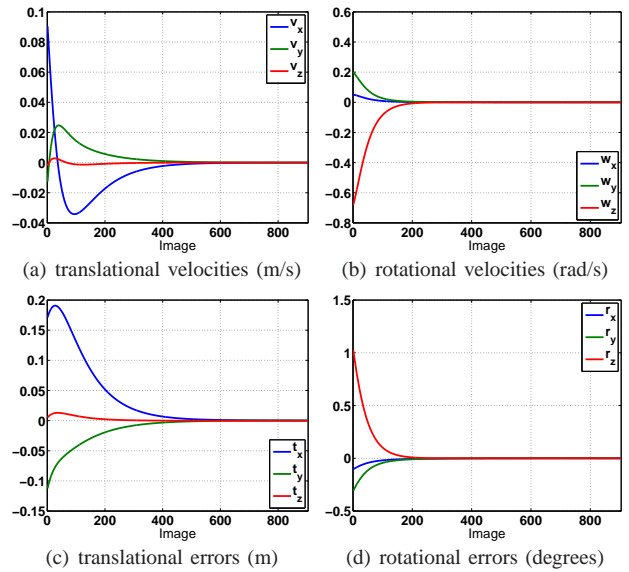 0.1
0.08
0.06
0.04
0.02
0
−0.02
−0.04
0 200 400 600 800
Image
v_x
v_y
v_z
(a) translational velocities (m/s)
0.6
0.4
0.2
0
−0.2
−0.4
−0.6
−0.8
0 200 400 600 800
Image
w_x
w_y
w_z
(b) rotational velocities (rad/s)
0.2
0.15
0.1
0.05
0
−0.05
−0.1
−0.15
0 200 400 600 800
t_x
t_y
t_z
(c) translational errors (m)
1.5
1
0.5
0
−0.5
0 200 400 600 800
r_x
r_y
r_z
(d) rotational errors (degrees)